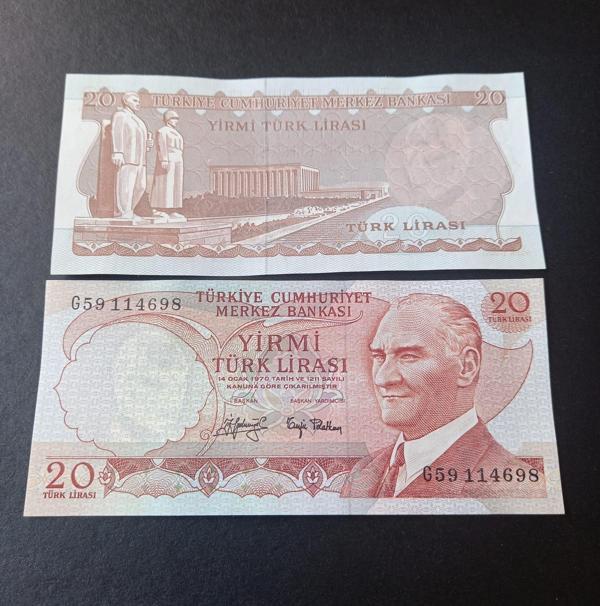 20 TÜRKİYE CUMHURİYET MERKEZ BANKASI 20
YİRMİ TÜRK LİRASI
20
TÜRK LİRASI
G59 114698
TÜRKİYE CUMHURİYET
MERKEZ BANKASI
20
TÜRK LİRASI
YİRMİ
TÜRK LİRASI
14 OCAK 1970 TARİH VE 1211 SAYILI
KANUNA GÖRE ÇIKARILMIŞTIR
BAŞKAN BAŞKAN YARDIMCISI
20
TÜRK LİRASI
G59 114698